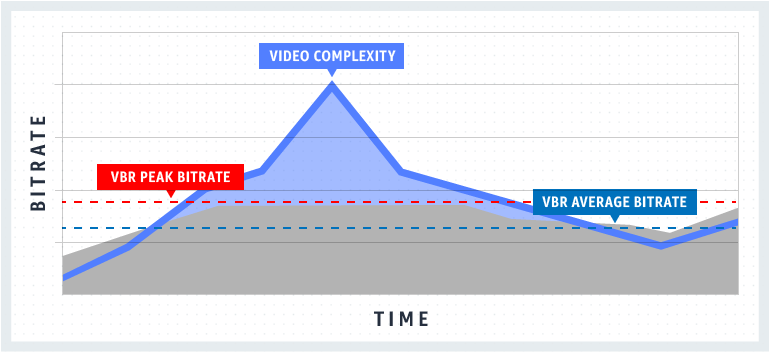 VIDEO COMPLEXITY
VBR PEAK BITRATE
VBR AVERAGE BITRATE
BITRATE
TIME